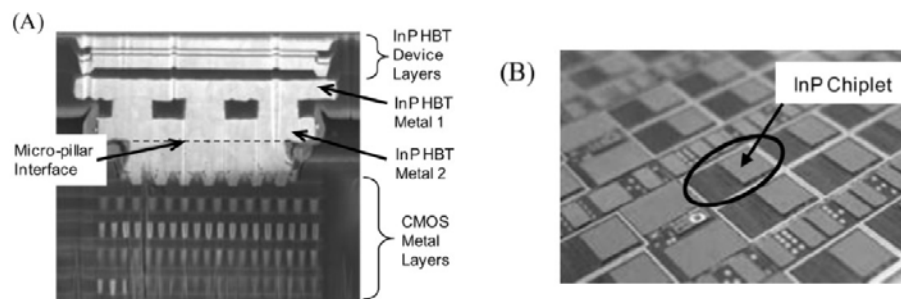 (A)
InP HBT
Device
Layers
InP HBT
Metal 1
Micro-pillar
Interface
InP HBT
Metal 2
CMOS
Metal
Layers
(B)
InP Chiplet